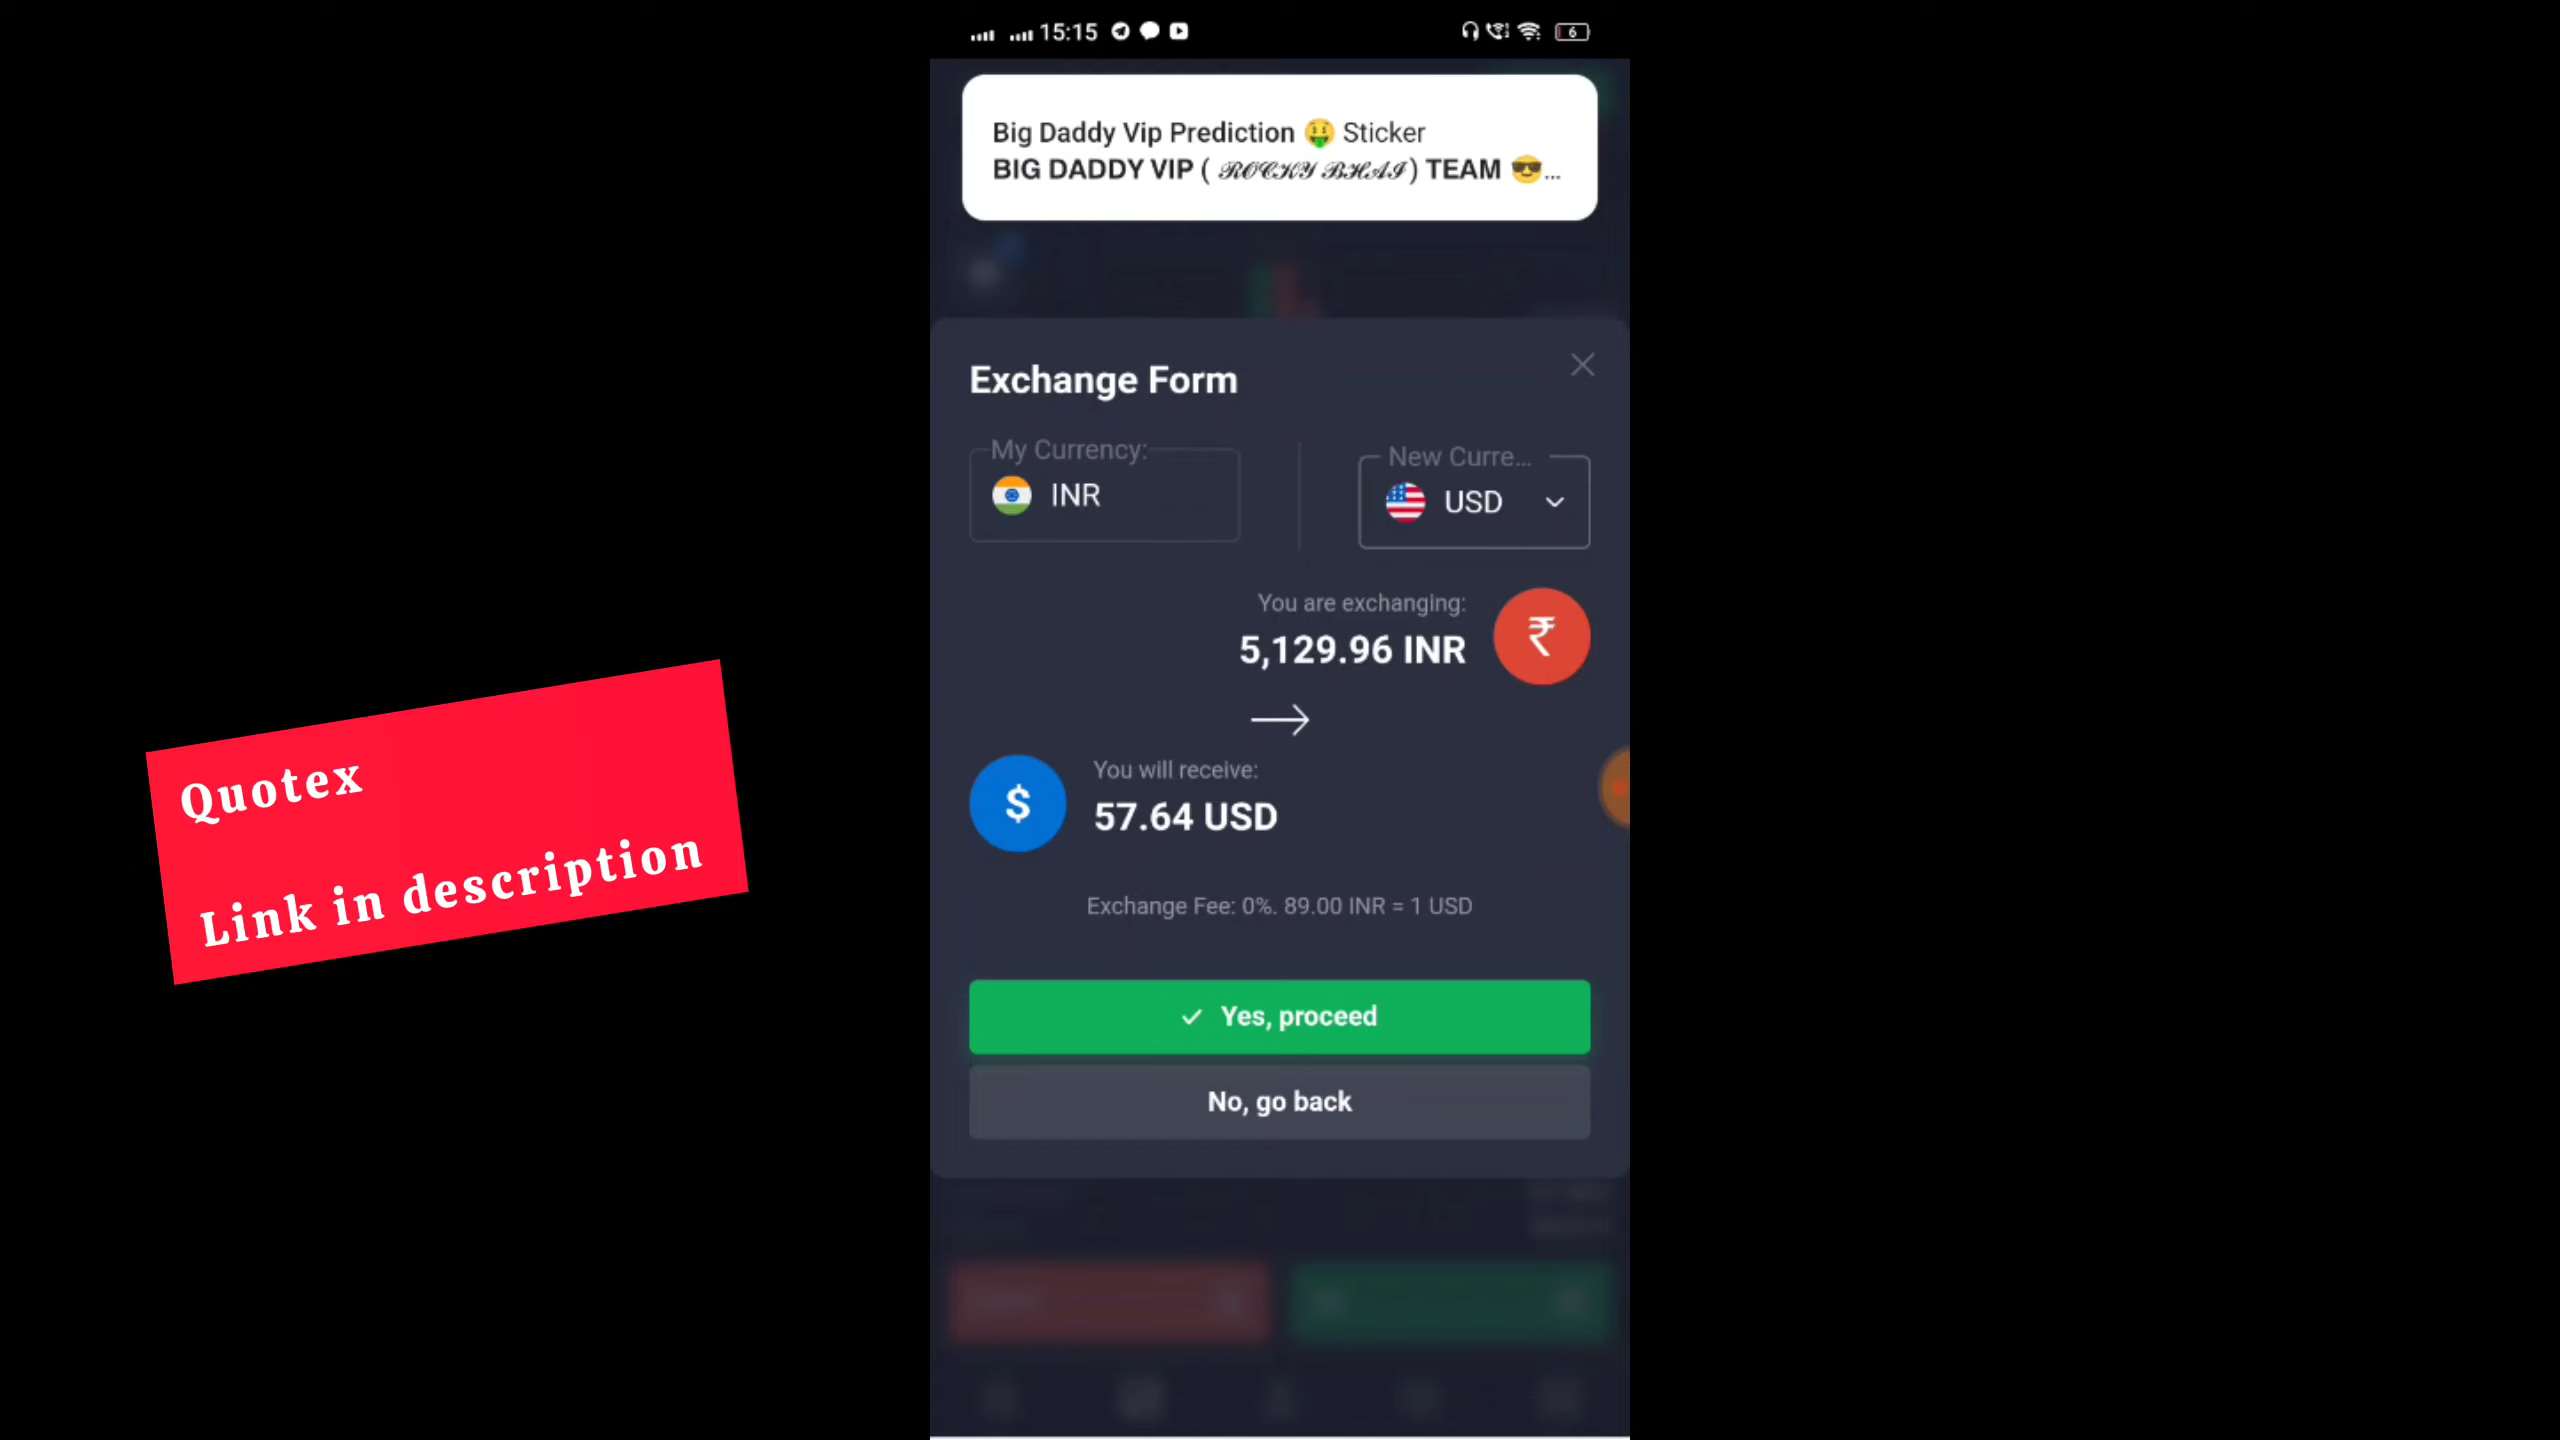 15:15
6
Big Daddy Vip Prediction 🤑 Sticker
BIG DADDY VIP ( 𝓡𝓞𝓒𝓚𝓨 𝓑𝓗𝓐𝓘 ) TEAM 😎...
Exchange Form
My Currency:
INR
New Curre...
USD
You are exchanging:
5,129.96 INR
₹
$
You will receive:
57.64 USD
Exchange Fee: 0%. 89.00 INR = 1 USD
Yes, proceed
No, go back
Quotex
Link in description